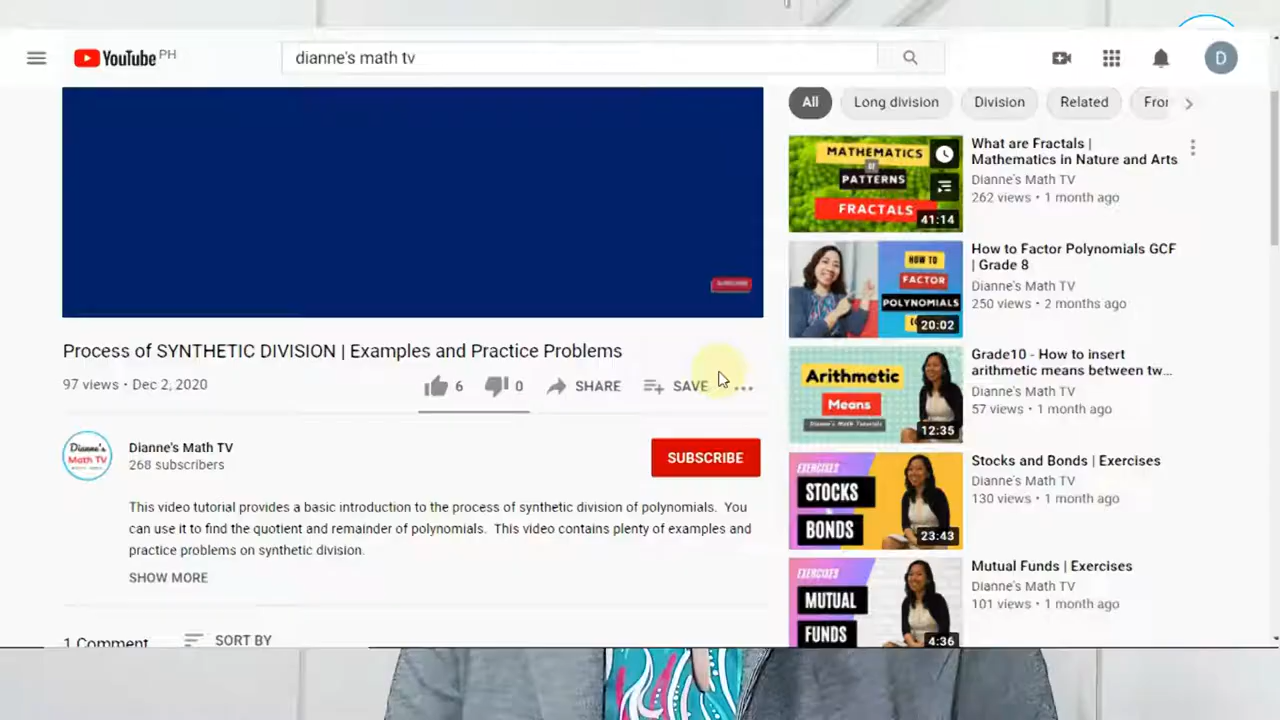 YouTube PH
dianne's math tv
D
All
Long division
Division
Related
From
SUBSCRIBE
Process of SYNTHETIC DIVISION | Examples and Practice Problems
97 views • Dec 2, 2020
6
0
SHARE
SAVE
Dianne's
Math TV
Dianne's Math TV
268 subscribers
SUBSCRIBE
This video tutorial provides a basic introduction to the process of synthetic division of polynomials. You
can use it to find the quotient and remainder of polynomials. This video contains plenty of examples and
practice problems on synthetic division.
SHOW MORE
1 Comment
SORT BY
MATHEMATICS
PATTERNS
FRACTALS
41:14
What are Fractals |
Mathematics in Nature and Arts
Dianne's Math TV
262 views • 1 month ago
HOW TO
FACTOR
POLYNOMIALS
20:02
How to Factor Polynomials GCF
| Grade 8
Dianne's Math TV
250 views • 2 months ago
Arithmetic
Means
Dianne's Math Tutorials
12:35
Grade10 - How to insert
arithmetic means between tw...
Dianne's Math TV
57 views • 1 month ago
EXERCISES
STOCKS
BONDS
23:43
Stocks and Bonds | Exercises
Dianne's Math TV
130 views • 1 month ago
EXERCISES
MUTUAL
FUNDS
4:36
Mutual Funds | Exercises
Dianne's Math TV
101 views • 1 month ago